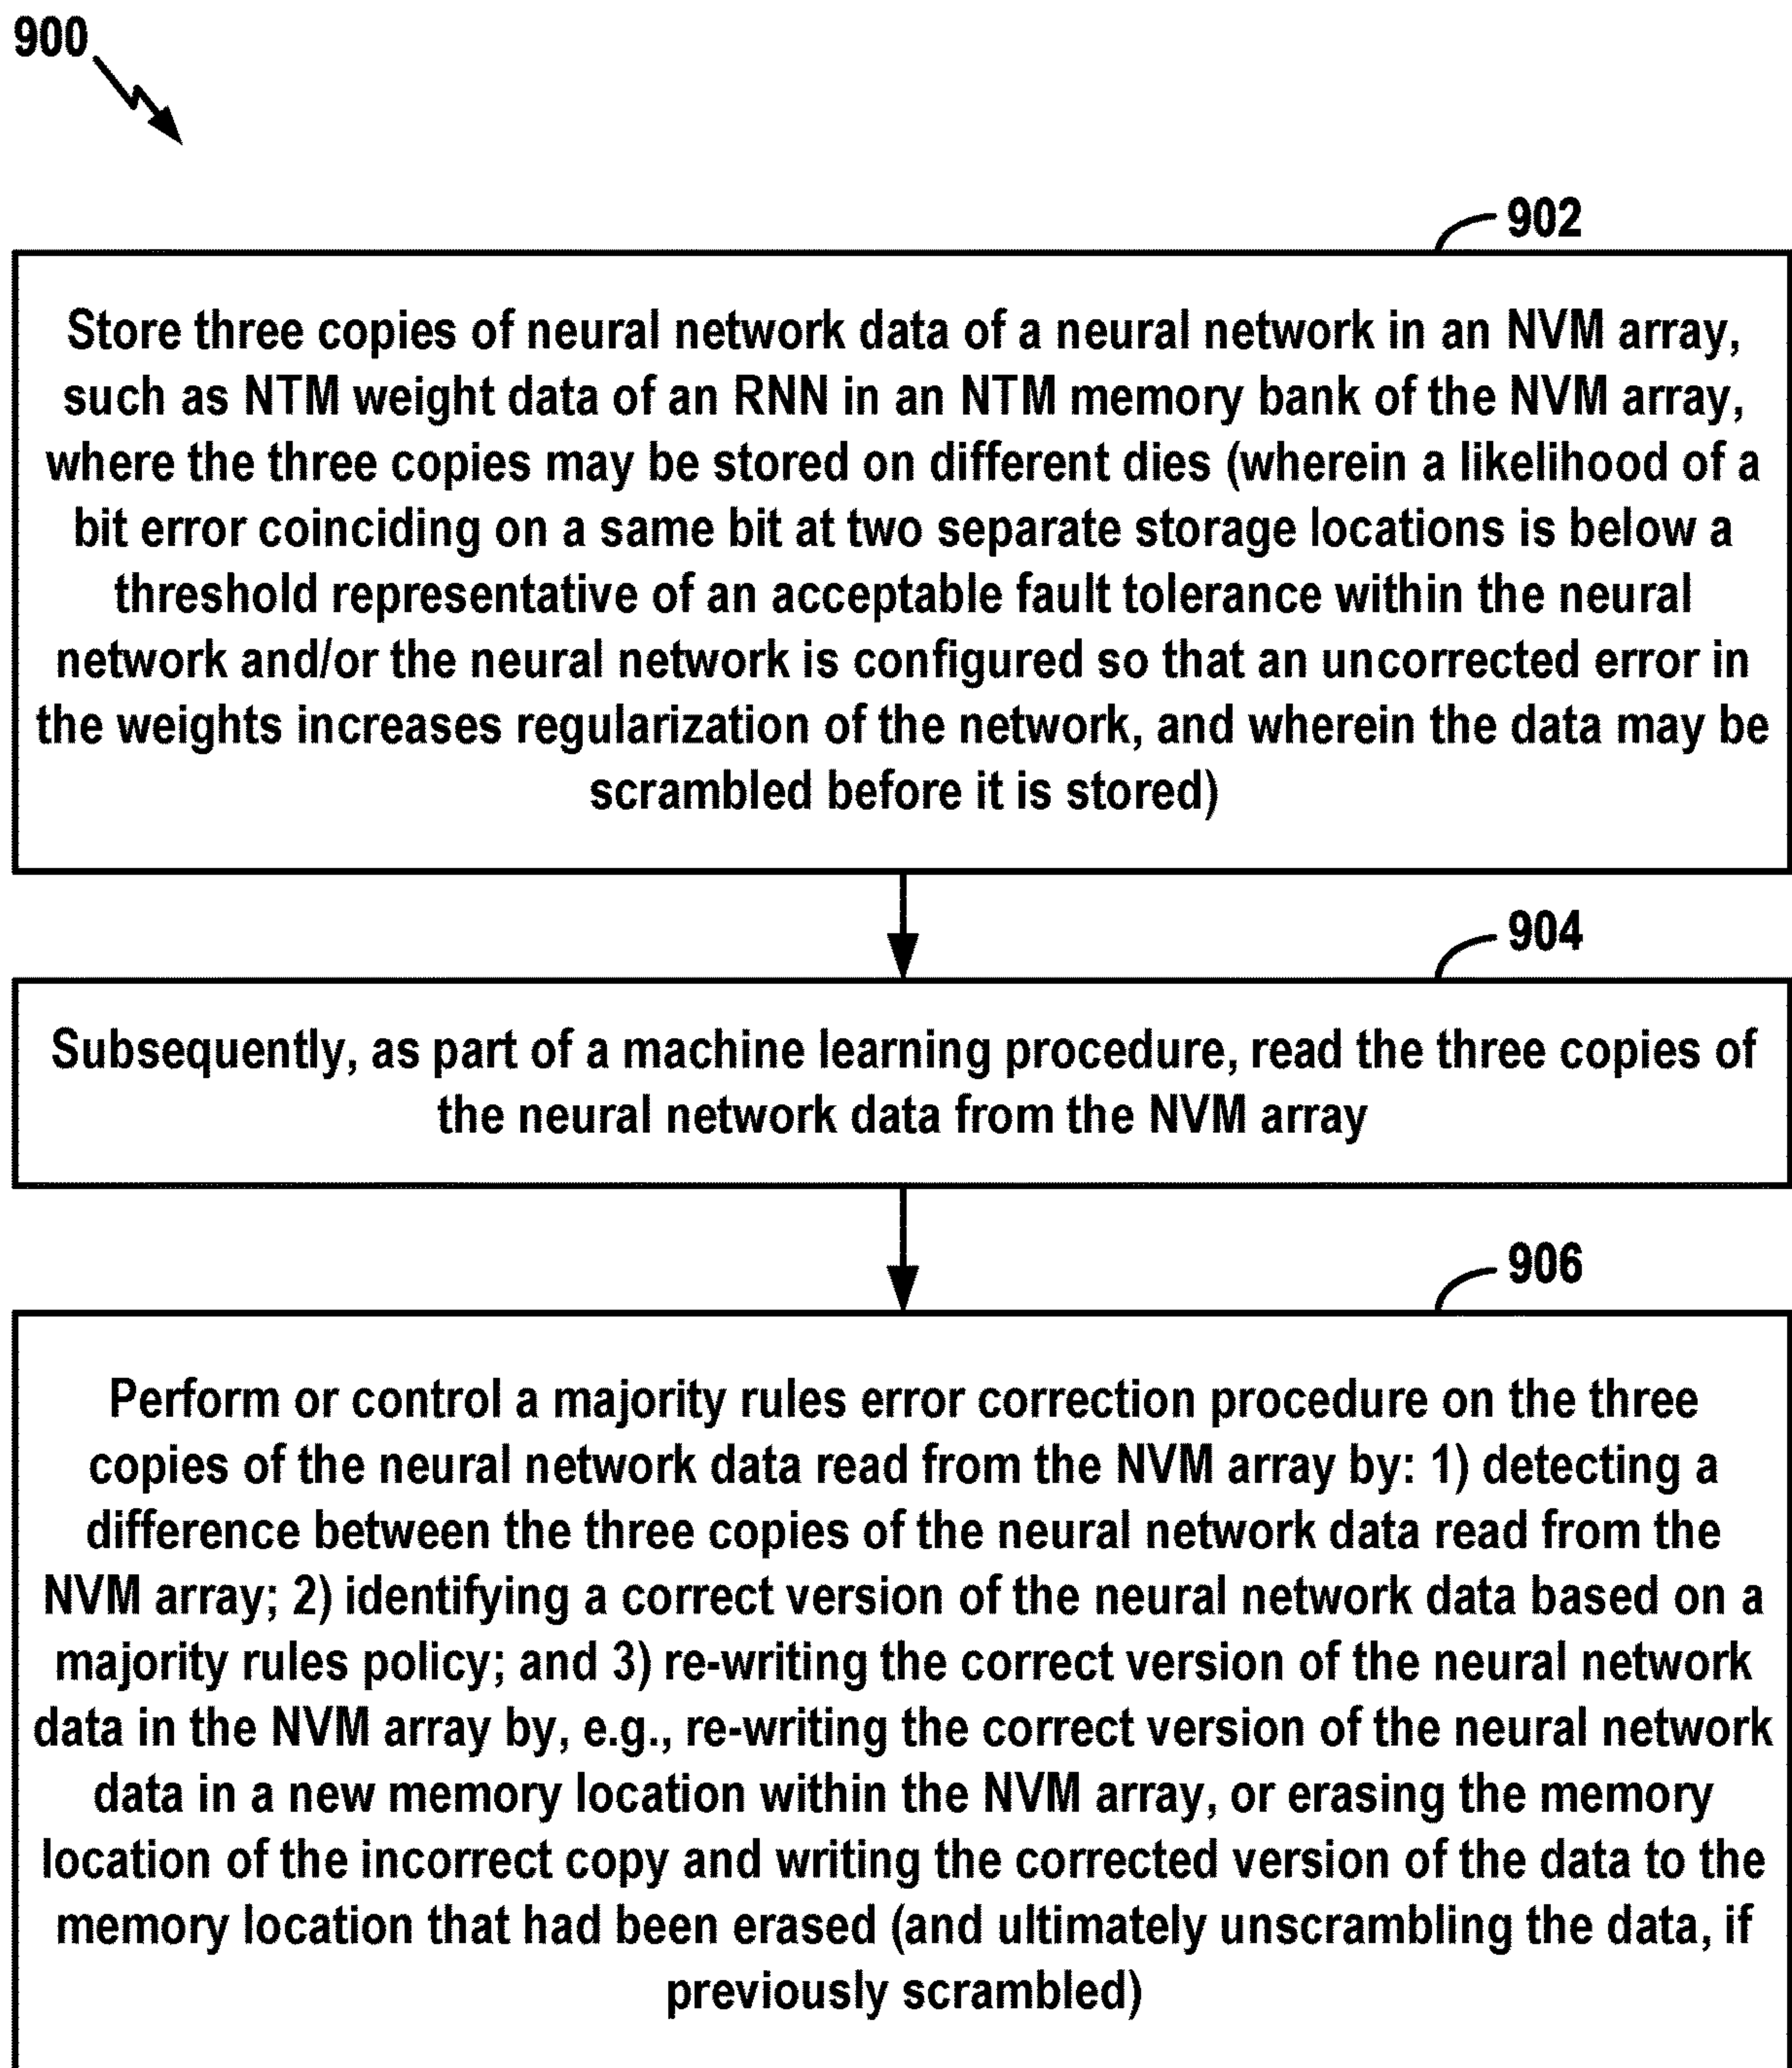 900
902
Store three copies of neural network data of a neural network in an NVM array,
such as NTM weight data of an RNN in an NTM memory bank of the NVM array,
where the three copies may be stored on different dies (wherein a likelihood of a
bit error coinciding on a same bit at two separate storage locations is below a
threshold representative of an acceptable fault tolerance within the neural
network and/or the neural network is configured so that an uncorrected error in
the weights increases regularization of the network, and wherein the data may be
scrambled before it is stored)
904
Subsequently, as part of a machine learning procedure, read the three copies of
the neural network data from the NVM array
906
Perform or control a majority rules error correction procedure on the three
copies of the neural network data read from the NVM array by: 1) detecting a
difference between the three copies of the neural network data read from the
NVM array; 2) identifying a correct version of the neural network data based on a
majority rules policy; and 3) re-writing the correct version of the neural network
data in the NVM array by, e.g., re-writing the correct version of the neural network
data in a new memory location within the NVM array, or erasing the memory
location of the incorrect copy and writing the corrected version of the data to the
memory location that had been erased (and ultimately unscrambling the data, if
previously scrambled)